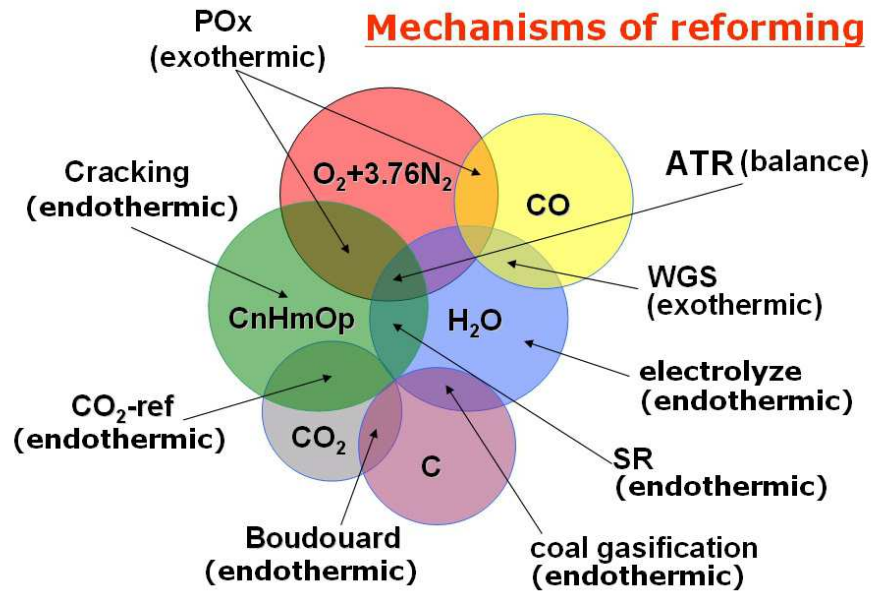 Mechanisms of reforming
POx
(exothermic)
O₂+3.76N₂
CO
ATR (balance)
Cracking
(endothermic)
CnHmOp
H₂O
WGS
(exothermic)
electrolyze
(endothermic)
CO₂-ref
(endothermic)
CO₂
C
SR
(endothermic)
Boudouard
(endothermic)
coal gasification
(endothermic)